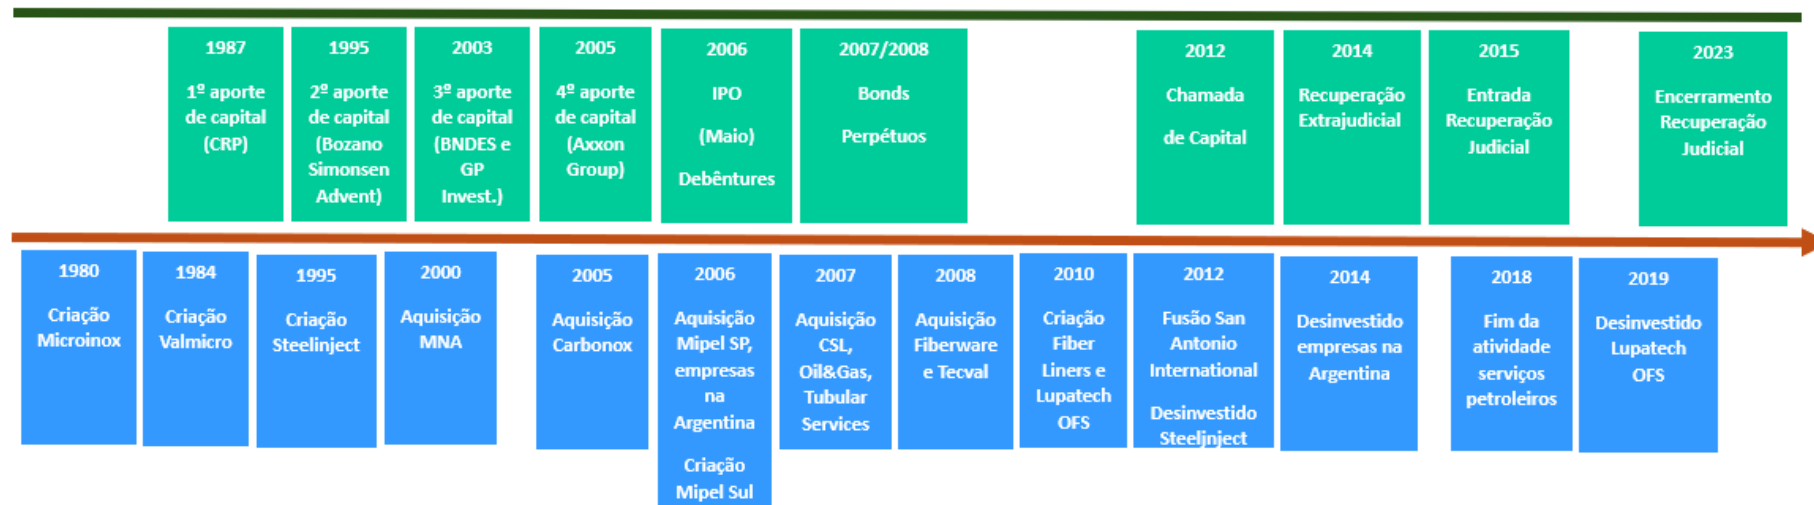 1987
1º aporte
de capital
(CRP)
1995
2º aporte
de capital
(Bozano
Simonsen
Advent)
2003
3º aporte
de capital
(BNDES e
GP
Invest.)
2005
4º aporte
de capital
(Axxon
Group)
2006
IPO
(Maio)
Debêntures
2007/2008
Bonds
Perpétuos
2012
Chamada
de Capital
2014
Recuperação
Extrajudicial
2015
Entrada
Recuperação
Judicial
2023
Encerramento
Recuperação
Judicial
1980
Criação
Microinox
1984
Criação
Valmicro
1995
Criação
Steelinject
2000
Aquisição
MNA
2005
Aquisição
Carbonox
2006
Aquisição
Mipel SP,
empresas
na
Argentina
Criação
Mipel Sul
2007
Aquisição
CSL,
Oil&Gas,
Tubular
Services
2008
Aquisição
Fiberware
e Tecval
2010
Criação
Fiber
Liners e
Lupatech
OFS
2012
Fusão San
Antonio
International
Desinvestido
Steeljnject
2014
Desinvestido
empresas na
Argentina
2018
Fim da
atividade
serviços
petroleiros
2019
Desinvestido
Lupatech
OFS